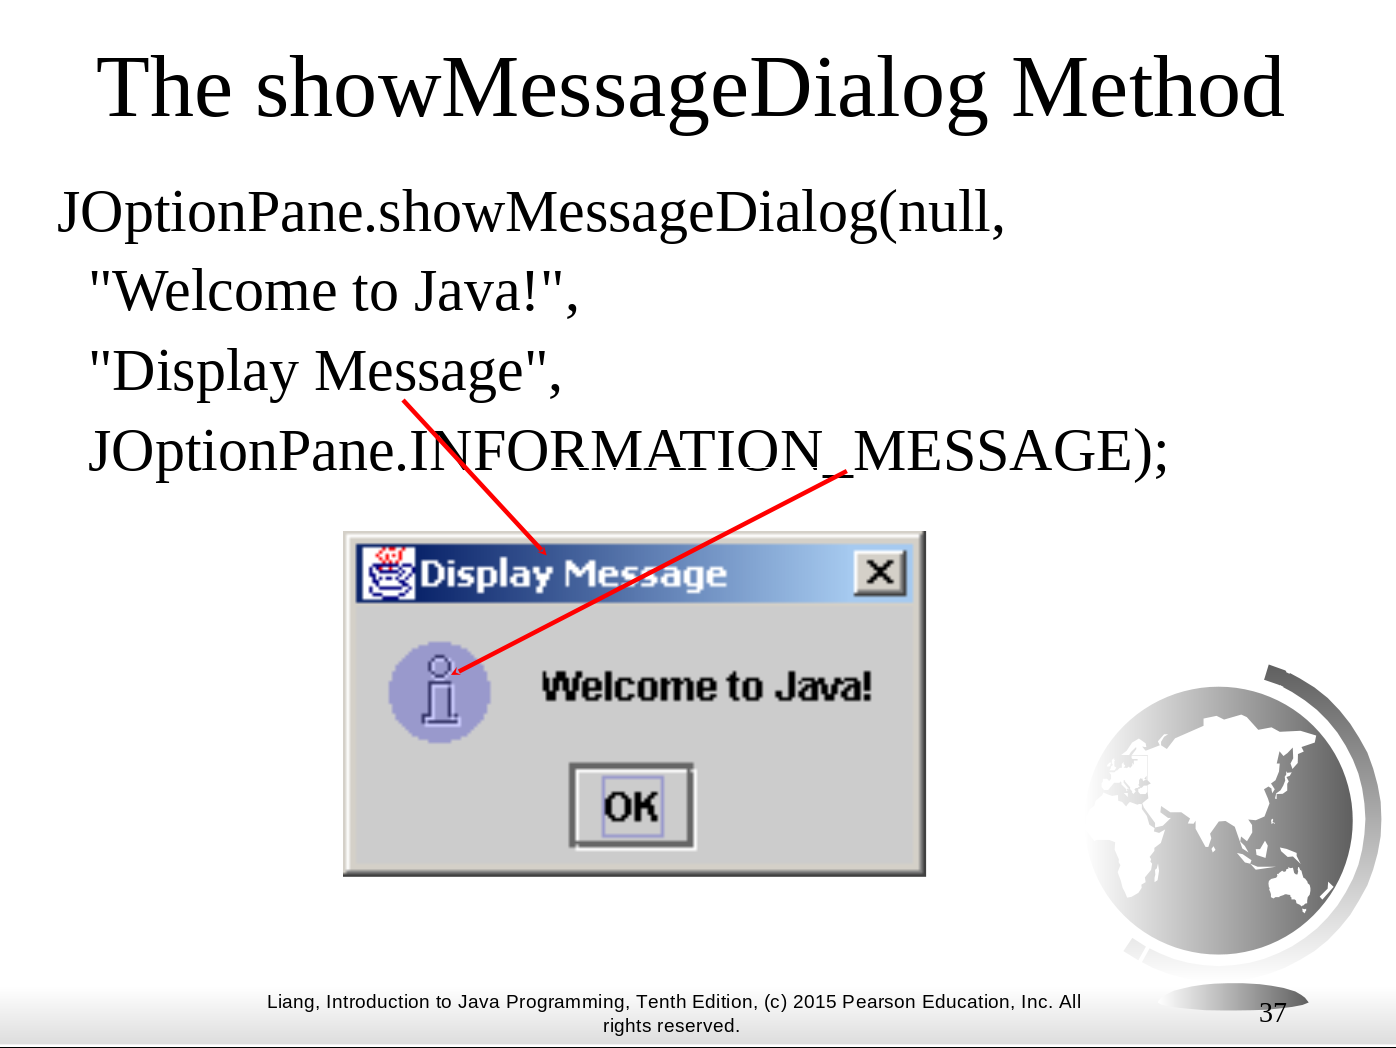 The showMessageDialog Method
JOptionPane.showMessageDialog(null,
"Welcome to Java!",
"Display Message",
JOptionPane.INFORMATION_MESSAGE);
Display Message
Welcome to Java!
OK
Liang, Introduction to Java Programming, Tenth Edition, (c) 2015 Pearson Education, Inc. All
rights reserved.
37